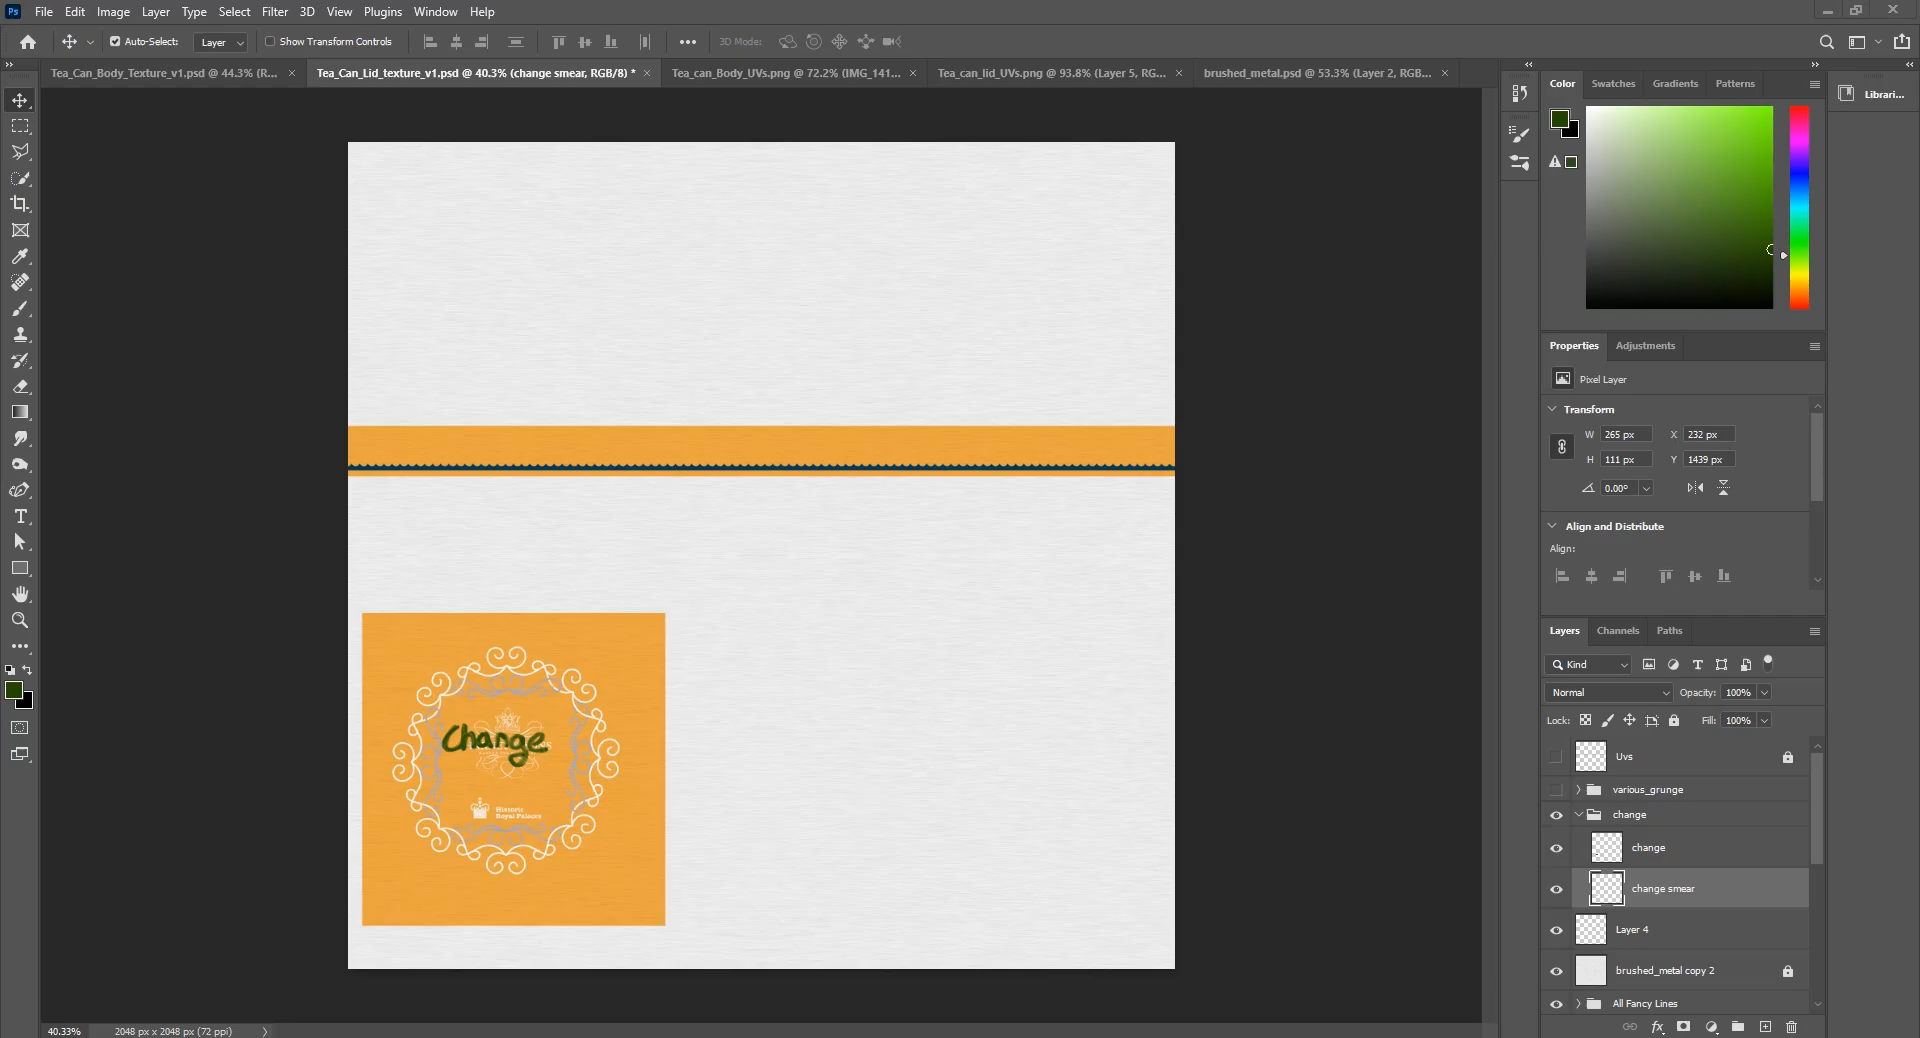 Ps File Edit Image Layer Type Select Filter 3D View Plugins Window Help
Auto-Select: Layer Show Transform Controls 3D Mode:
Tea_Can_Body_Texture_v1.psd @ 44.3% (R... × Tea_Can_Lid_texture_v1.psd @ 40.3% (change smear, RGB/8) * × Tea_can_Body_UVs.png @ 72.2% (IMG_141... × Tea_can_lid_UVs.png @ 93.8% (Layer 5, RG... × brushed_metal.psd @ 53.3% (Layer 2, RGB... ×
Color Swatches Gradients Patterns
Librari...
Properties Adjustments
Pixel Layer
Transform
W 265 px X 232 px
H 111 px Y 1439 px
0.00°
Align and Distribute
Align:
Layers Channels Paths
Kind
Normal Opacity: 100%
Lock: Fill: 100%
Uvs
various_grunge
change
change
change smear
Layer 4
brushed_metal copy 2
All Fancy Lines
fx
Change
Historic
Royal Palaces
40.33% 2048 px x 2048 px (72 ppi)